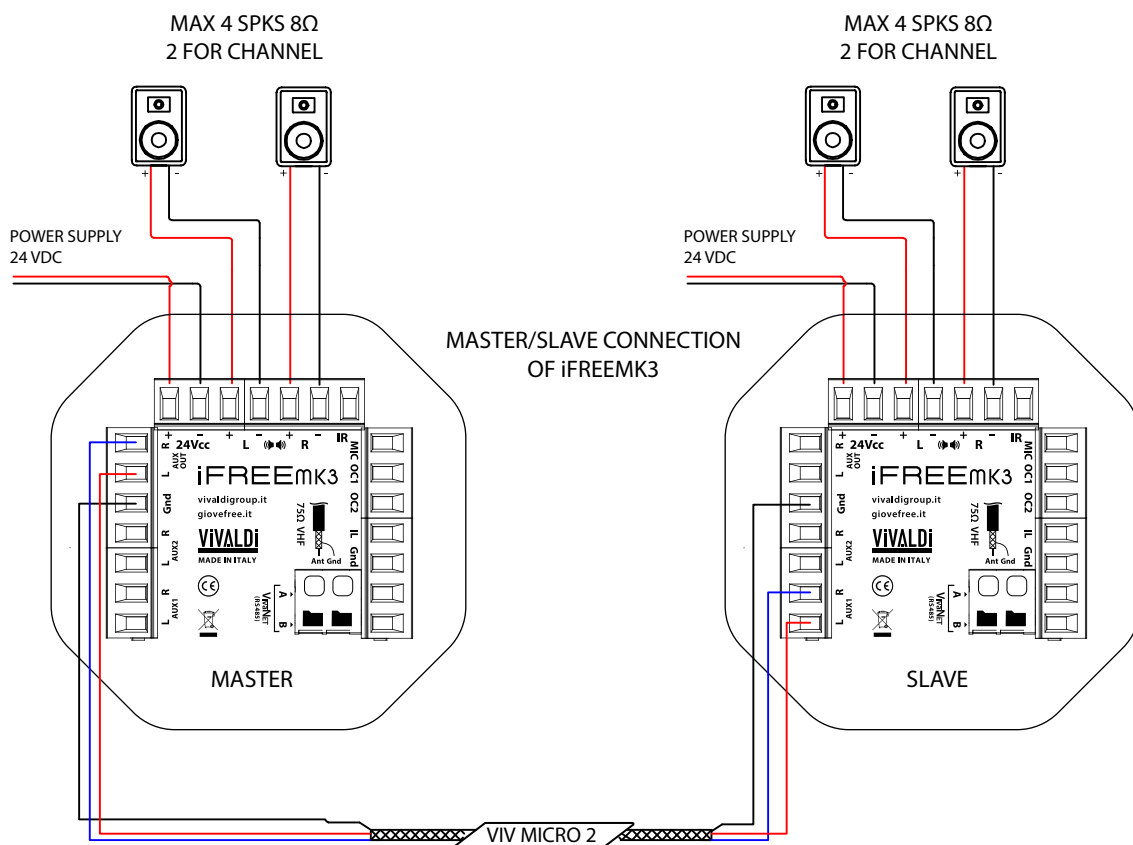 MAX 4 SPKS 8Ω
2 FOR CHANNEL
MAX 4 SPKS 8Ω
2 FOR CHANNEL
+ -
+ -
+ -
+ -
POWER SUPPLY
24 VDC
POWER SUPPLY
24 VDC
MASTER/SLAVE CONNECTION
OF iFREEMK3
+ - + - + -
24Vcc L R IR
R
L
AUX
OUT
Gnd
R
L
AUX2
R
L
AUX1
iFREEMK3
vivaldigroup.it
giovefree.it
ViVALDi
MADE IN ITALY
CE
75Ω VHF
Ant Gnd
VivaNET
(RS485)
A
B
MIC
OC1
OC2
IL
Gnd
MASTER
+ - + - + -
24Vcc L R IR
R
L
AUX
OUT
Gnd
R
L
AUX2
R
L
AUX1
iFREEMK3
vivaldigroup.it
giovefree.it
ViVALDi
MADE IN ITALY
CE
75Ω VHF
Ant Gnd
VivaNET
(RS485)
A
B
MIC
OC1
OC2
IL
Gnd
SLAVE
VIV MICRO 2